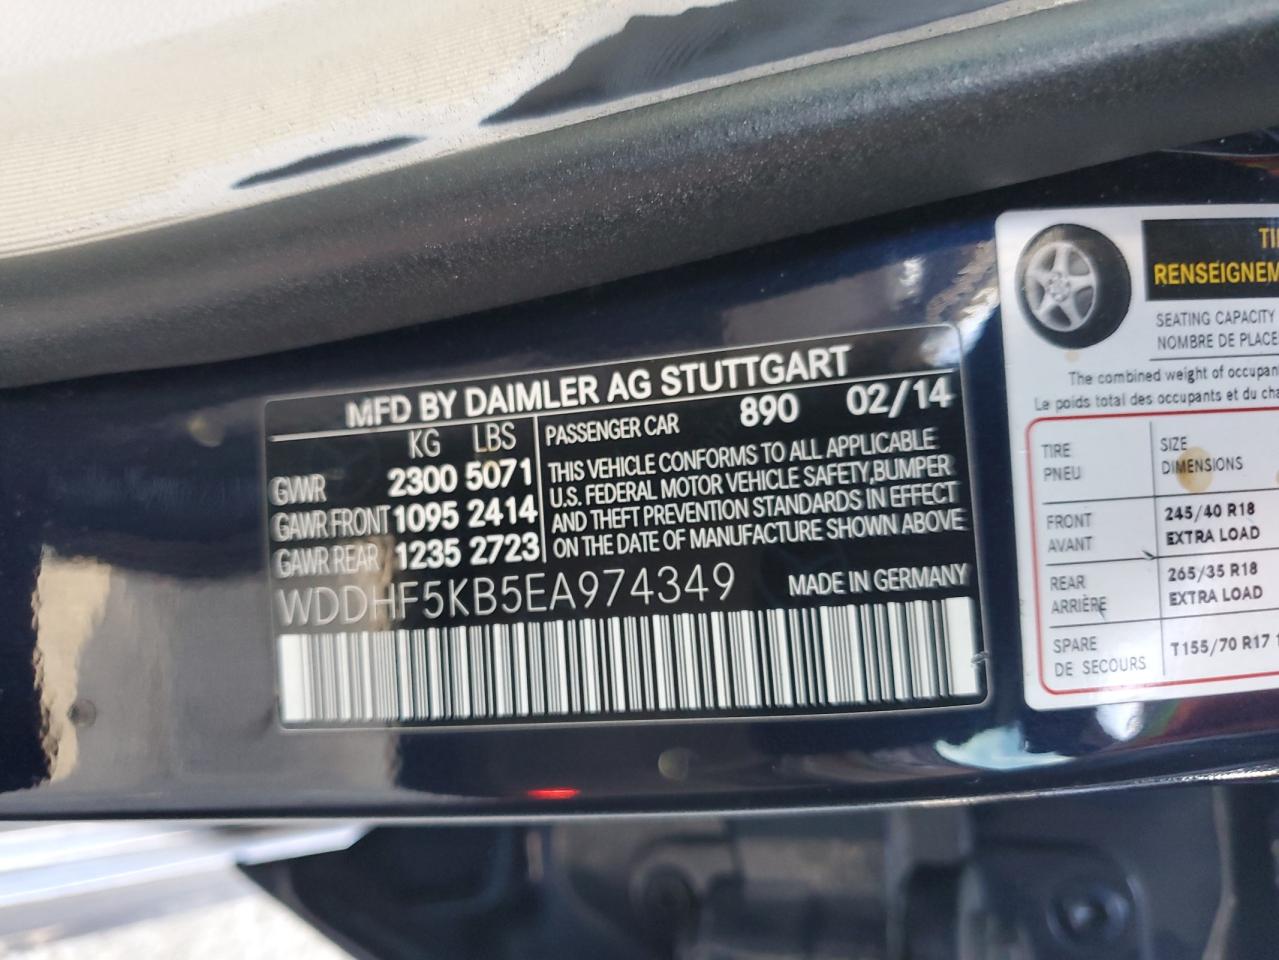 MFD BY DAIMLER AG STUTTGART
KG LBS
GVWR 2300 5071
GAWR FRONT 1095 2414
GAWR REAR 1235 2723
PASSENGER CAR 890 02/14
THIS VEHICLE CONFORMS TO ALL APPLICABLE
U.S. FEDERAL MOTOR VEHICLE SAFETY,BUMPER
AND THEFT PREVENTION STANDARDS IN EFFECT
ON THE DATE OF MANUFACTURE SHOWN ABOVE
WDDHF5KB5EA974349 MADE IN GERMANY
SEATING CAPACITY
NOMBRE DE PLACE
The combined weight of
Le poids total des occupants et du
TIRE SIZE
PNEU DIMENSIONS
FRONT 245/40 R18
AVANT EXTRA LOAD
REAR 265/35 R18
ARRIÈRE EXTRA LOAD
SPARE T155/70 R17
DE SECOURS